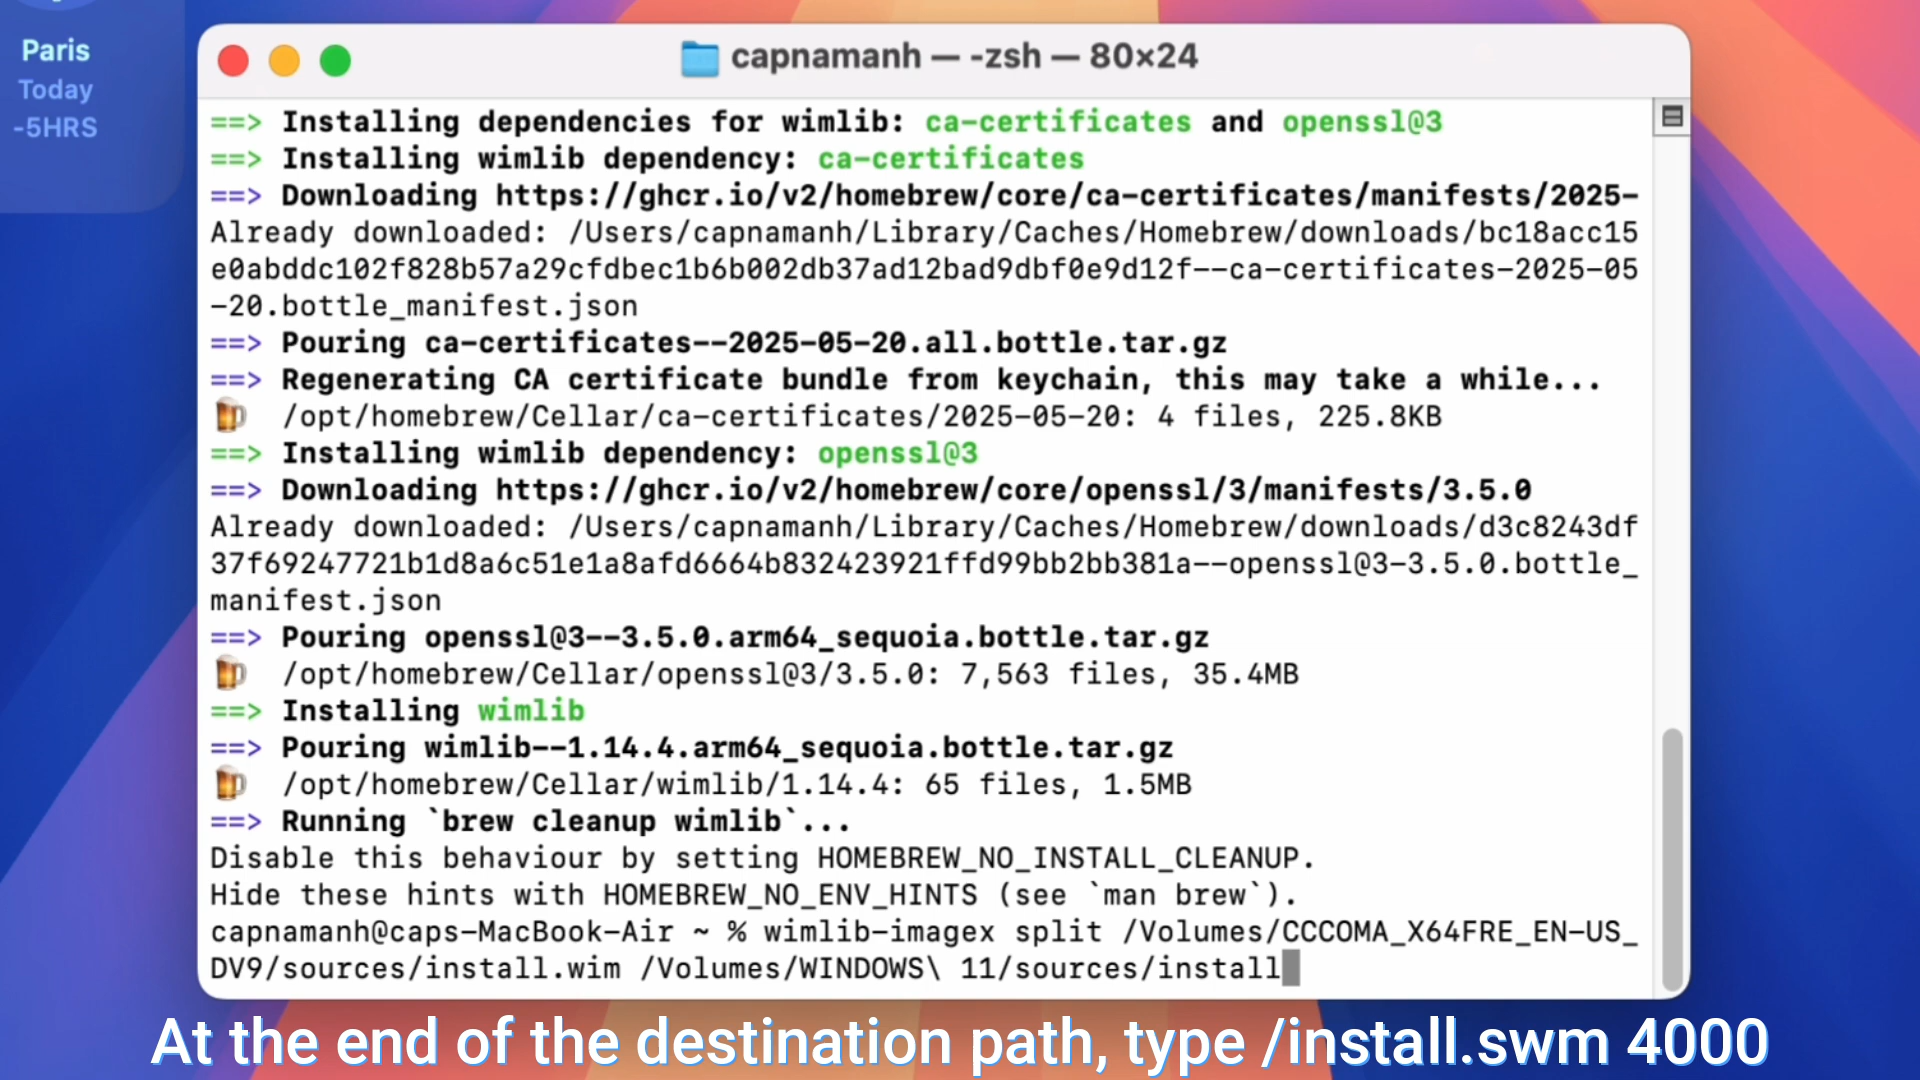 Paris
Today
-5HRS
capnamanh — -zsh — 80×24
==> Installing dependencies for wimlib: ca-certificates and openssl@3
==> Installing wimlib dependency: ca-certificates
==> Downloading https://ghcr.io/v2/homebrew/core/ca-certificates/manifests/2025-
Already downloaded: /Users/capnamanh/Library/Caches/Homebrew/downloads/bc18acc15
e0abddc102f828b57a29cfdbec1b6b002db37ad12bad9dbf0e9d12f--ca-certificates-2025-05
-20.bottle_manifest.json
==> Pouring ca-certificates--2025-05-20.all.bottle.tar.gz
==> Regenerating CA certificate bundle from keychain, this may take a while...
🍺  /opt/homebrew/Cellar/ca-certificates/2025-05-20: 4 files, 225.8KB
==> Installing wimlib dependency: openssl@3
==> Downloading https://ghcr.io/v2/homebrew/core/openssl/3/manifests/3.5.0
Already downloaded: /Users/capnamanh/Library/Caches/Homebrew/downloads/d3c8243df
37f69247721b1d8a6c51e1a8afd6664b832423921ffd99bb2bb381a--openssl@3-3.5.0.bottle_
manifest.json
==> Pouring openssl@3--3.5.0.arm64_sequoia.bottle.tar.gz
🍺  /opt/homebrew/Cellar/openssl@3/3.5.0: 7,563 files, 35.4MB
==> Installing wimlib
==> Pouring wimlib--1.14.4.arm64_sequoia.bottle.tar.gz
🍺  /opt/homebrew/Cellar/wimlib/1.14.4: 65 files, 1.5MB
==> Running `brew cleanup wimlib`...
Disable this behaviour by setting HOMEBREW_NO_INSTALL_CLEANUP.
Hide these hints with HOMEBREW_NO_ENV_HINTS (see `man brew`).
capnamanh@caps-MacBook-Air ~ % wimlib-imagex split /Volumes/CCCOMA_X64FRE_EN-US_
DV9/sources/install.wim /Volumes/WINDOWS\ 11/sources/install
At the end of the destination path, type /install.swm 4000